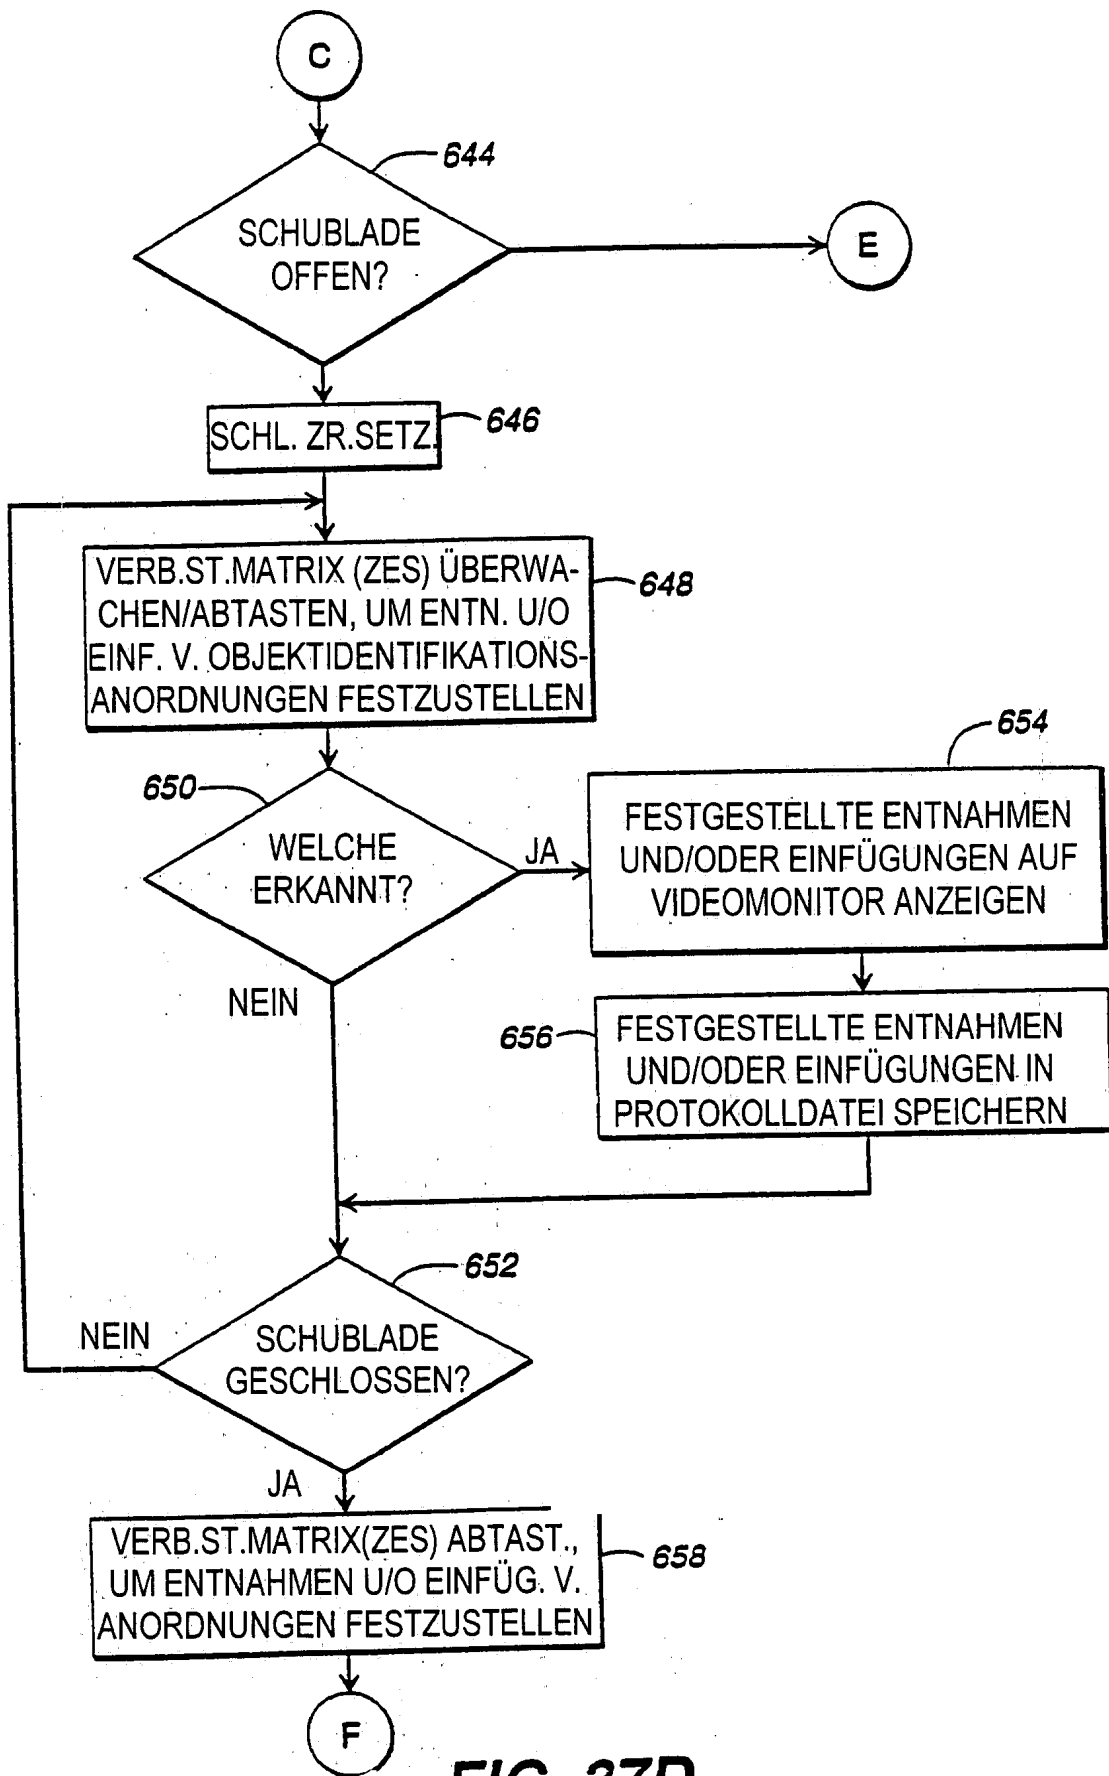 C
644
SCHUBLADE
OFFEN?
E
SCHL. ZR.SETZ.
646
VERB.ST.MATRIX (ZES) ÜBERWA-
CHEN/ABTASTEN, UM ENTN. U/O
EINF. V. OBJEKTIDENTIFIKATIONS-
ANORDNUNGEN FESTZUSTELLEN
648
650
WELCHE
ERKANNT?
JA
NEIN
654
FESTGESTELLTE ENTNAHMEN
UND/ODER EINFÜGUNGEN AUF
VIDEOMONITOR ANZEIGEN
656
FESTGESTELLTE ENTNAHMEN
UND/ODER EINFÜGUNGEN IN
PROTOKOLLDATEI SPEICHERN
652
NEIN
SCHUBLADE
GESCHLOSSEN?
JA
VERB.ST.MATRIX(ZES) ABTAST.,
UM ENTNAHMEN U/O EINFÜG. V.
ANORDNUNGEN FESTZUSTELLEN
658
F
FIG.